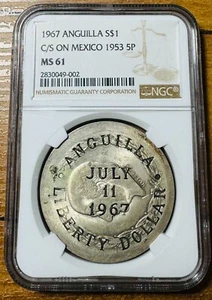 1967 ANGUILLA S$1
C/S ON MEXICO 1953 5P
MS 61
2830049-002
NUMISMATIC GUARANTY CORPORATION
NGC
ANGUILLA
JULY
11
1967
LIBERTY DOLLAR